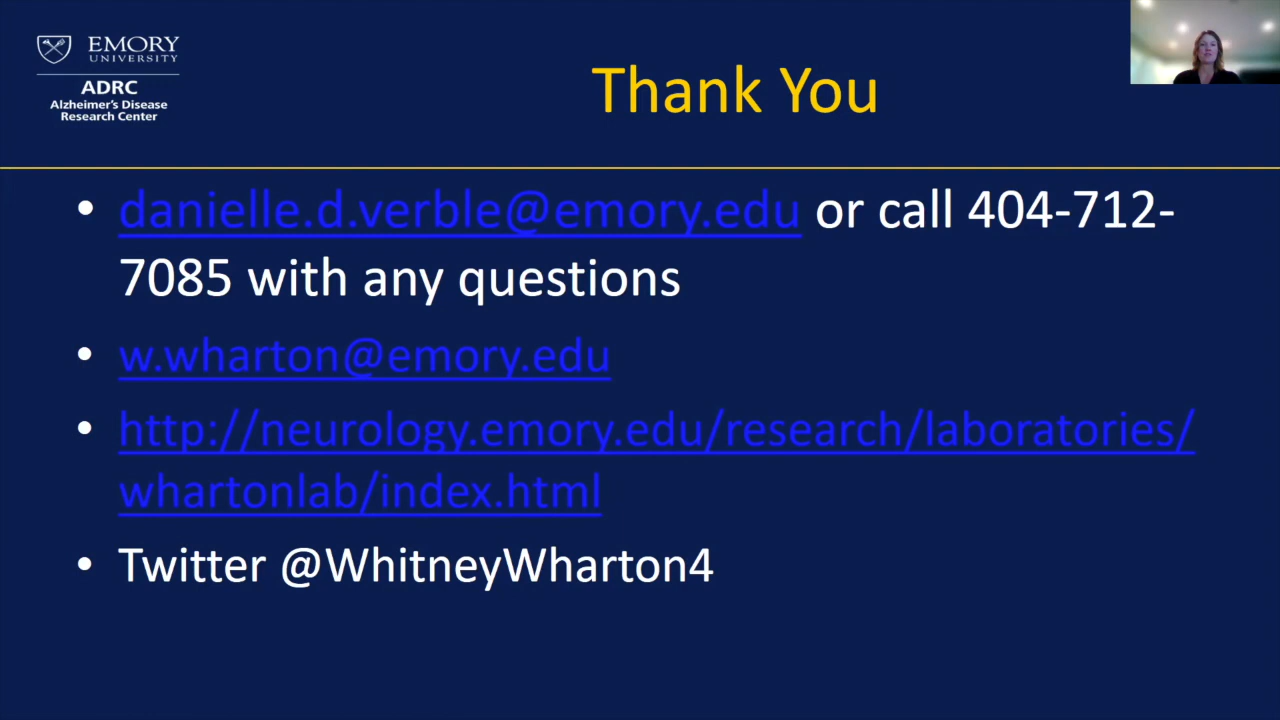 EMORY
UNIVERSITY
ADRC
Alzheimer's Disease
Research Center
Thank You
• danielle.d.verble@emory.edu or call 404-712-
7085 with any questions
• w.wharton@emory.edu
• http://neurology.emory.edu/research/laboratories/
whartonlab/index.html
• Twitter @WhitneyWharton4